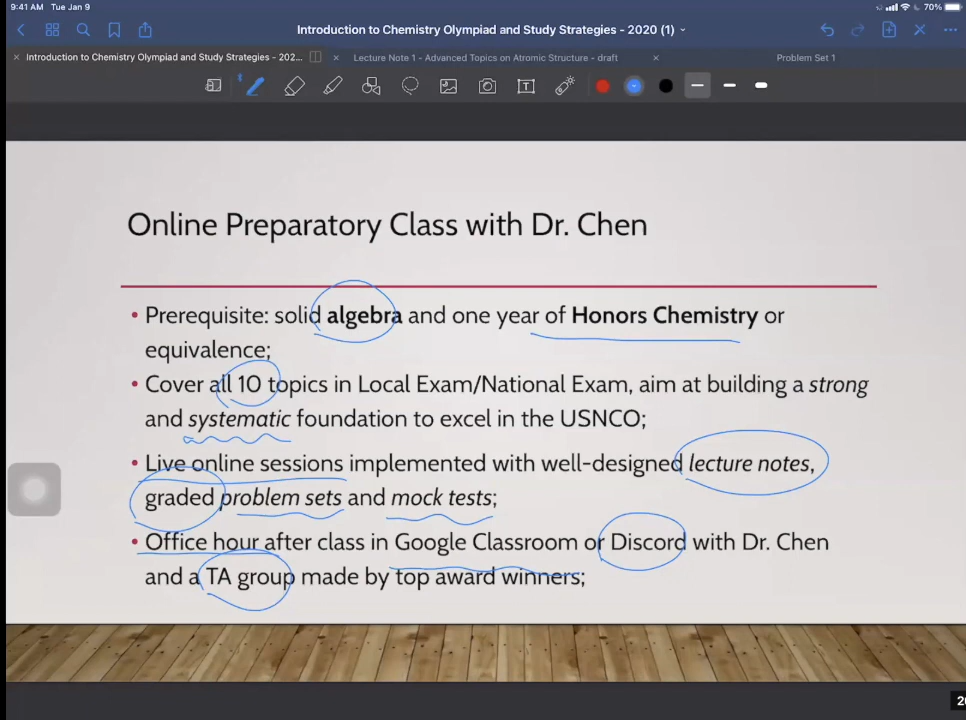 9:41 AM Tue Jan 9
70%
Introduction to Chemistry Olympiad and Study Strategies - 2020 (1)
Introduction to Chemistry Olympiad and Study Strategies - 202...
Lecture Note 1 - Advanced Topics on Atromic Structure - draft
Problem Set 1
Online Preparatory Class with Dr. Chen
• Prerequisite: solid algebra and one year of Honors Chemistry or
equivalence;
• Cover all 10 topics in Local Exam/National Exam, aim at building a strong
and systematic foundation to excel in the USNCO;
• Live online sessions implemented with well-designed lecture notes,
graded problem sets and mock tests;
• Office hour after class in Google Classroom or Discord with Dr. Chen
and a TA group made by top award winners;